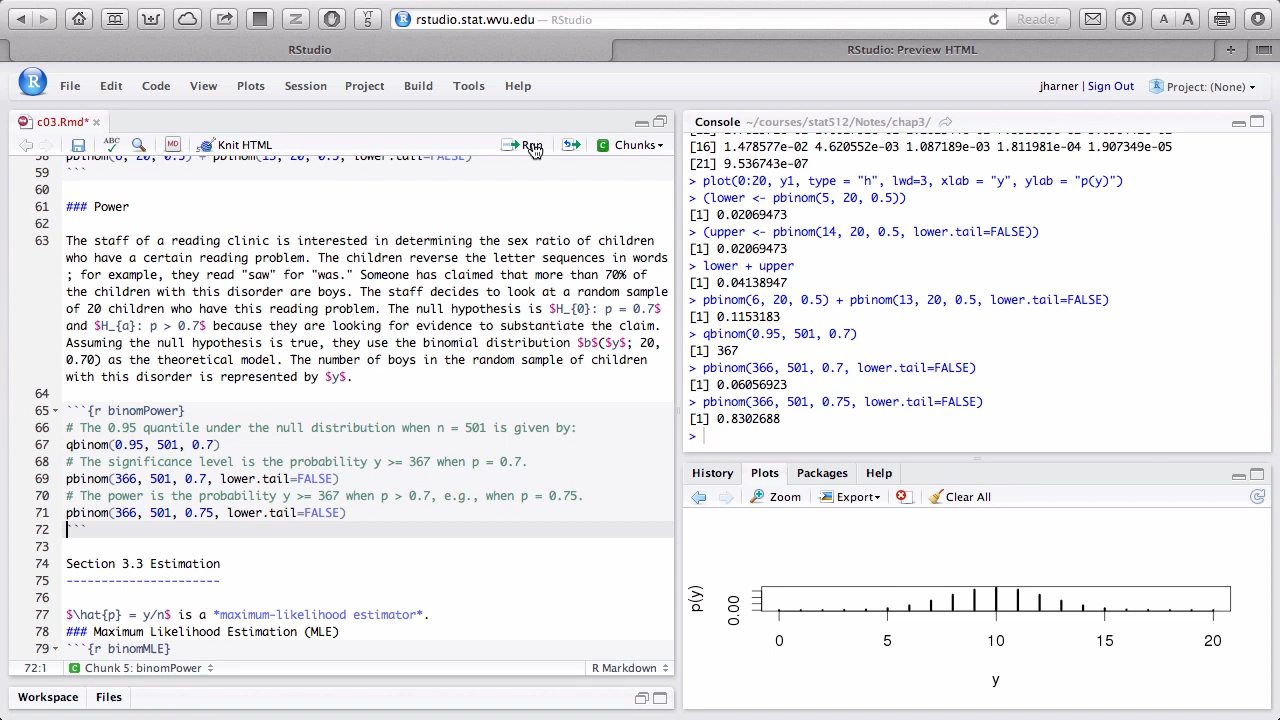 YT
5
rstudio.stat.wvu.edu — RStudio
Reader
A A
RStudio
RStudio: Preview HTML
R File Edit Code View Plots Session Project Build Tools Help
jharner | Sign Out Project: (None)
c03.Rmd*
ABC MD Knit HTML Run Chunks
58 pbinom(6, 20, 0.5) + pbinom(13, 20, 0.5, lower.tail=FALSE)
59 ```
60
61 ### Power
62
63 The staff of a reading clinic is interested in determining the sex ratio of children
who have a certain reading problem. The children reverse the letter sequences in words
; for example, they read "saw" for "was." Someone has claimed that more than 70% of
the children with this disorder are boys. The staff decides to look at a random sample
of 20 children who have this reading problem. The null hypothesis is $H_{0}: p = 0.7$
and $H_{a}: p > 0.7$ because they are looking for evidence to substantiate the claim.
Assuming the null hypothesis is true, they use the binomial distribution $b$($y$; 20,
0.70) as the theoretical model. The number of boys in the random sample of children
with this disorder is represented by $y$.
64
65 ```{r binomPower}
66 # The 0.95 quantile under the null distribution when n = 501 is given by:
67 qbinom(0.95, 501, 0.7)
68 # The significance level is the probability y >= 367 when p = 0.7.
69 pbinom(366, 501, 0.7, lower.tail=FALSE)
70 # The power is the probability y >= 367 when p > 0.7, e.g., when p = 0.75.
71 pbinom(366, 501, 0.75, lower.tail=FALSE)
72 ```
73
74 Section 3.3 Estimation
75 ----------------------
76
77 $\hat{p} = y/n$ is a *maximum-likelihood estimator*.
78 ### Maximum Likelihood Estimation (MLE)
79 ```{r binomMLE}
72:1 C Chunk 5: binomPower R Markdown
Workspace Files
Console ~/courses/stat512/Notes/chap3/
[16] 1.478577e-02 4.620552e-03 1.087189e-03 1.811981e-04 1.907349e-05
[21] 9.536743e-07
> plot(0:20, y1, type = "h", lwd=3, xlab = "y", ylab = "p(y)")
> (lower <- pbinom(5, 20, 0.5))
[1] 0.02069473
> (upper <- pbinom(14, 20, 0.5, lower.tail=FALSE))
[1] 0.02069473
> lower + upper
[1] 0.04138947
> pbinom(6, 20, 0.5) + pbinom(13, 20, 0.5, lower.tail=FALSE)
[1] 0.1153183
> qbinom(0.95, 501, 0.7)
[1] 367
> pbinom(366, 501, 0.7, lower.tail=FALSE)
[1] 0.06056923
> pbinom(366, 501, 0.75, lower.tail=FALSE)
[1] 0.8302688
>
History Plots Packages Help
Zoom Export Clear All
p(y)
0.00
0 5 10 15 20
y